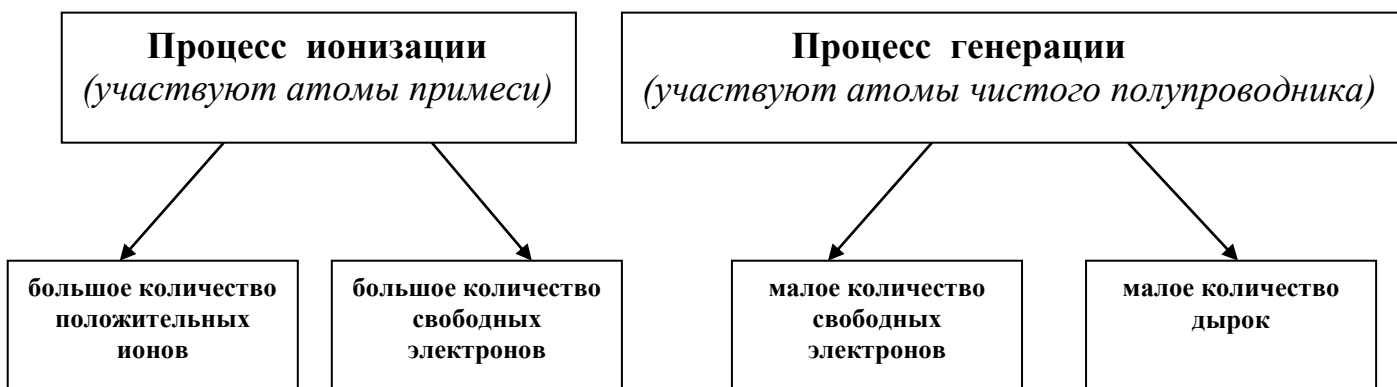 Процесс ионизации
(участвуют атомы примеси)
Процесс генерации
(участвуют атомы чистого полупроводника)
большое количество
положительных
ионов
большое количество
свободных
электронов
малое количество
свободных
электронов
малое количество
дырок